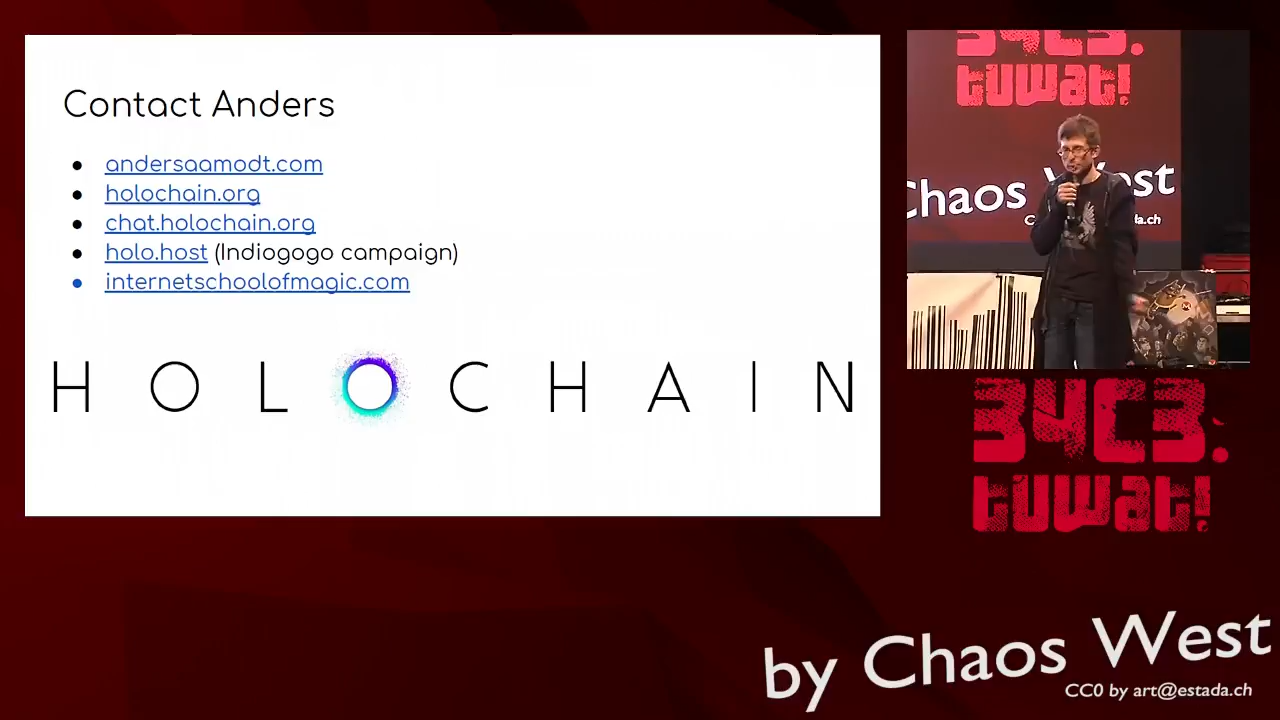 Contact Anders
andersaamodt.com
holochain.org
chat.holochain.org
holo.host (Indiogogo campaign)
internetschoolofmagic.com
HOLOCHAIN
34C3.
tuwat!
Chaos West
34C3:
tuwat!
by Chaos West
CC0 by art@estada.ch